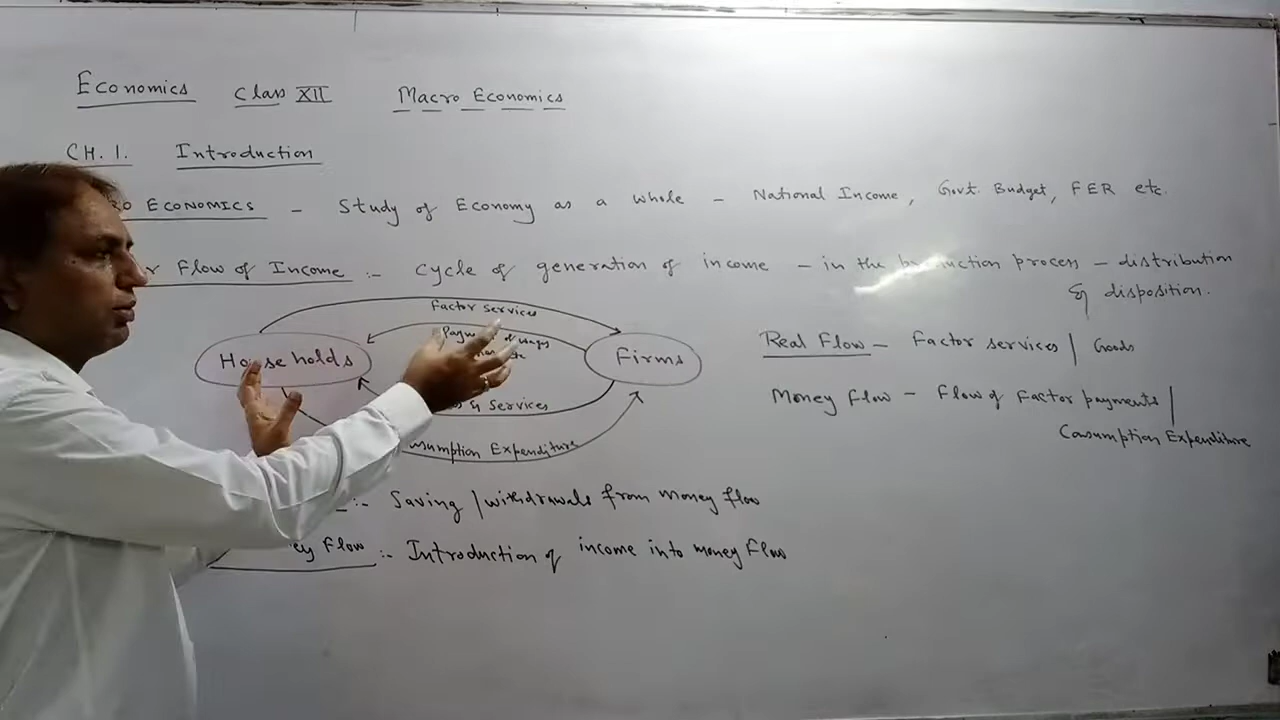 Economics Class XII Macro Economics
CH. 1. Introduction
RO ECONOMICS - Study of Economy as a whole - National Income, Govt. Budget, FER etc.
r Flow of Income :- Cycle of generation of income - in the production process - distribution
& disposition.
Factor services
Households
Firms
& Services
sumption Expenditure
Real Flow - Factor services | Goods
Money Flow - Flow of Factor payments |
Consumption Expenditure
:- Saving / withdrawals from money flow
ey Flow :- Introduction of income into money flow